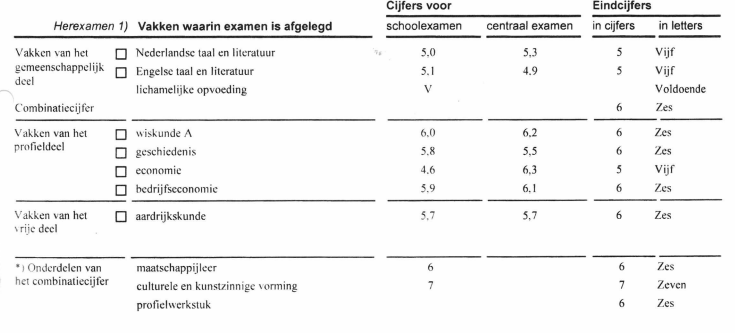 Cijfers voor Eindcijfers
Herexamen 1) Vakken waarin examen is afgelegd schoolexamen centraal examen in cijfers in letters
Vakken van het Nederlandse taal en literatuur 5,0 5,3 5 Vijf
gemeenschappelijk Engelse taal en literatuur 5,1 4,9 5 Vijf
deel lichamelijke opvoeding V Voldoende
Combinatiecijfer 6 Zes
Vakken van het wiskunde A 6,0 6,2 6 Zes
profieldeel geschiedenis 5,8 5,5 6 Zes
economie 4,6 6,3 5 Vijf
bedrijfseconomie 5,9 6,1 6 Zes
Vakken van het aardrijkskunde 5,7 5,7 6 Zes
vrije deel
*) Onderdelen van maatschappijleer 6 6 Zes
het combinatiecijfer culturele en kunstzinnige vorming 7 7 Zeven
profielwerkstuk 6 Zes